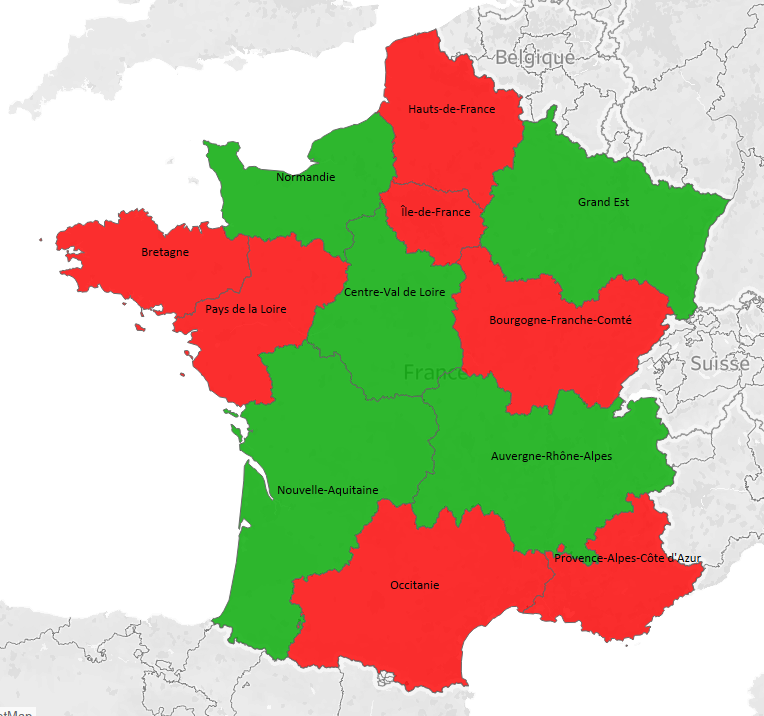 Belgique
Hauts-de-France
Normandie
Île-de-France
Grand Est
Bretagne
Centre-Val de Loire
Pays de la Loire
Bourgogne-Franche-Comté
Suisse
France
Auvergne-Rhône-Alpes
Nouvelle-Aquitaine
Provence-Alpes-Côte d'Azur
Occitanie